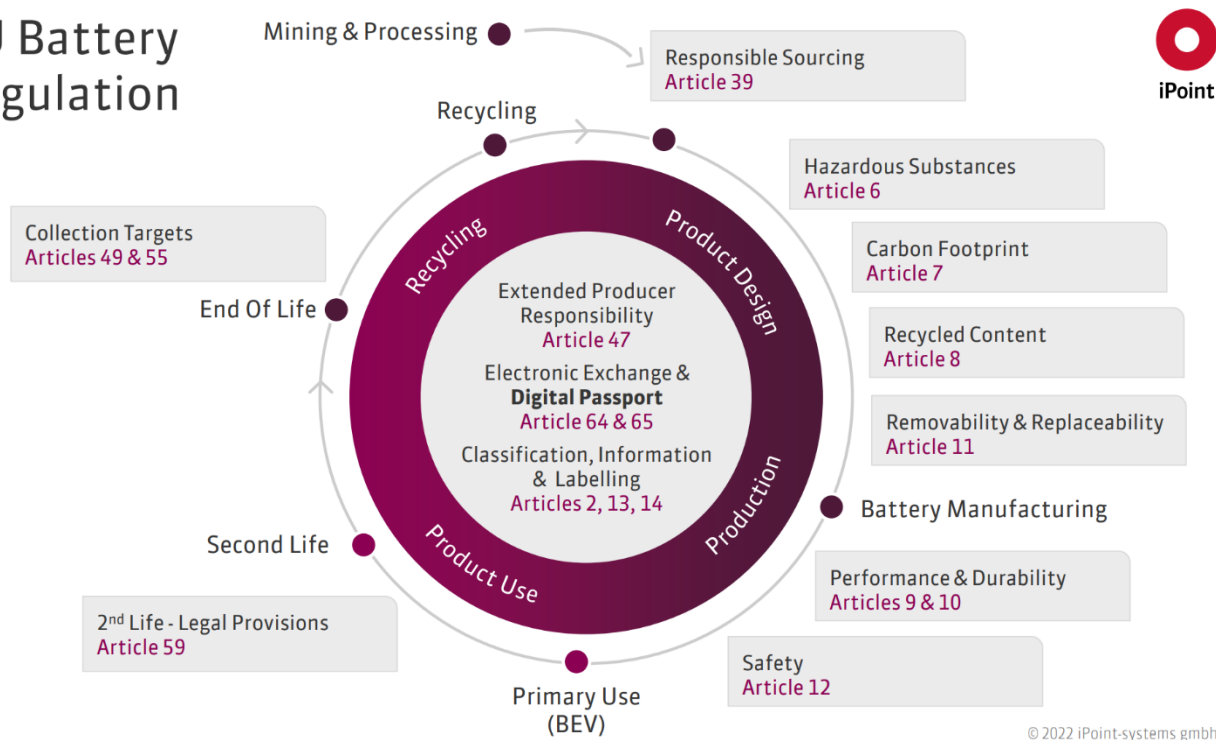 Battery
gulation
Mining & Processing
Responsible Sourcing
Article 39
iPoint
Recycling
Hazardous Substances
Article 6
Collection Targets
Articles 49 & 55
Carbon Footprint
Article 7
End Of Life
Recycled Content
Article 8
Removability & Replaceability
Article 11
Recycling
Product Design
Production
Product Use
Extended Producer
Responsibility
Article 47
Electronic Exchange &
Digital Passport
Article 64 & 65
Classification, Information
& Labelling
Articles 2, 13, 14
Battery Manufacturing
Second Life
Performance & Durability
Articles 9 & 10
2nd Life - Legal Provisions
Article 59
Safety
Article 12
Primary Use
(BEV)
© 2022 iPoint-systems gmbh